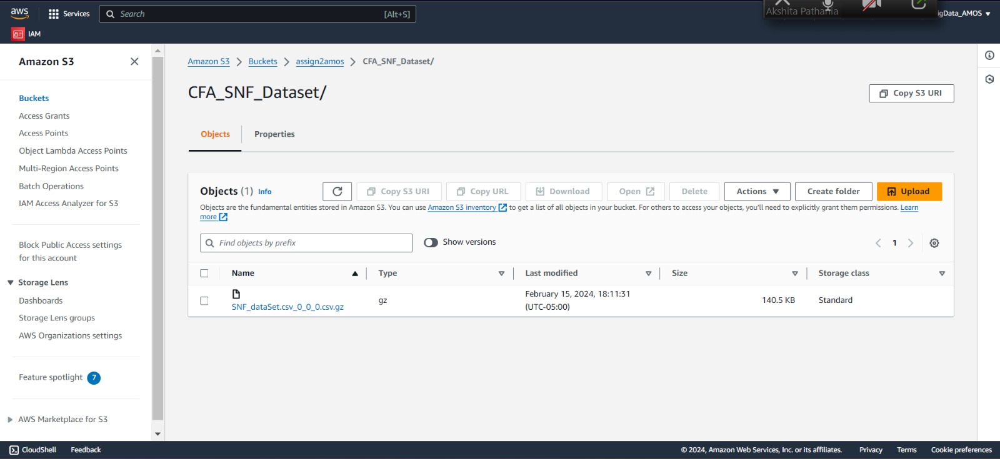 aws
Services
Search
[Alt+S]
Akshita Pathania
igData_AMOS
IAM
Amazon S3
Buckets
Access Grants
Access Points
Object Lambda Access Points
Multi-Region Access Points
Batch Operations
IAM Access Analyzer for S3
Block Public Access settings
for this account
Storage Lens
Dashboards
Storage Lens groups
AWS Organizations settings
Feature spotlight 7
AWS Marketplace for S3
Amazon S3 > Buckets > assign2amos > CFA_SNF_Dataset/
CFA_SNF_Dataset/
Copy S3 URI
Objects
Properties
Objects (1) Info
Copy S3 URI
Copy URL
Download
Open
Delete
Actions
Create folder
Upload
Objects are the fundamental entities stored in Amazon S3. You can use Amazon S3 inventory to get a list of all objects in your bucket. For others to access your objects, you'll need to explicitly grant them permissions. Learn
more
Find objects by prefix
Show versions
1
Name
Type
Last modified
Size
Storage class
SNF_dataSet.csv_0_0_0.csv.gz
gz
February 15, 2024, 18:11:31
(UTC-05:00)
140.5 KB
Standard
CloudShell
Feedback
© 2024, Amazon Web Services, Inc. or its affiliates.
Privacy
Terms
Cookie preferences